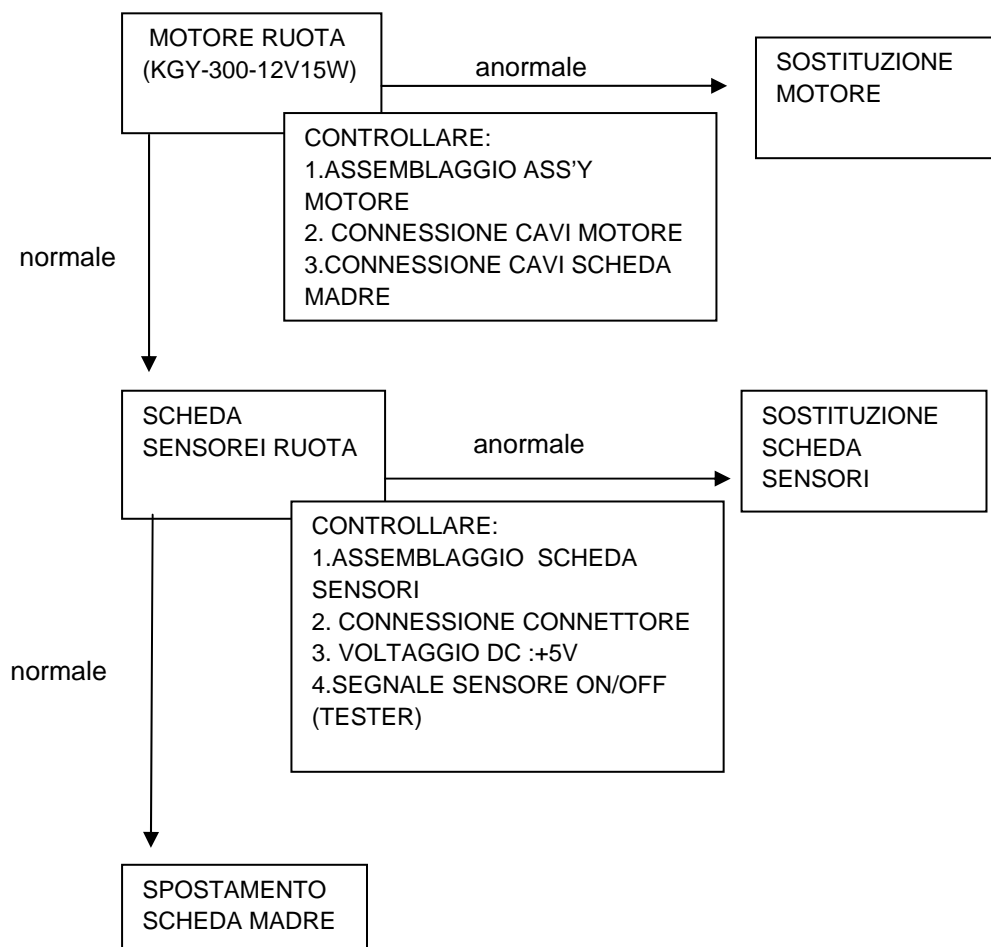 MOTORE RUOTA
(KGY-300-12V15W)
anormale
SOSTITUZIONE
MOTORE
CONTROLLARE:
1.ASSEMBLAGGIO ASS’Y
MOTORE
2. CONNESSIONE CAVI MOTORE
3.CONNESSIONE CAVI SCHEDA
MADRE
normale
SCHEDA
SENSOREI RUOTA
anormale
SOSTITUZIONE
SCHEDA
SENSORI
CONTROLLARE:
1.ASSEMBLAGGIO SCHEDA
SENSORI
2. CONNESSIONE CONNETTORE
3. VOLTAGGIO DC :+5V
4.SEGNALE SENSORE ON/OFF
(TESTER)
normale
SPOSTAMENTO
SCHEDA MADRE